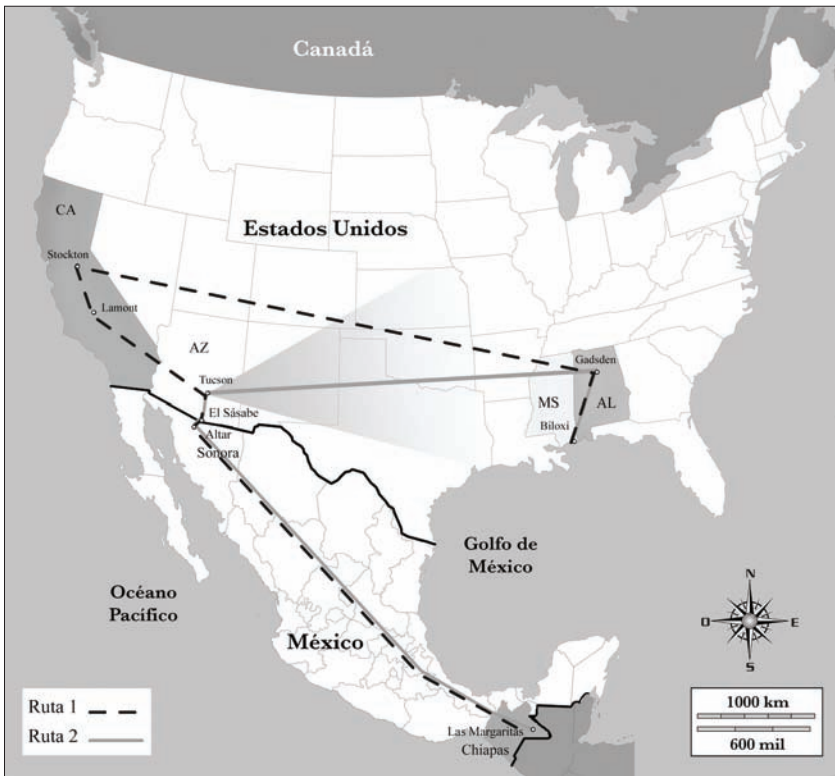 Canadá
CA
Estados Unidos
Stockton
Lamont
AZ
Gadsden
Tucson
MS
AL
El Sásabe
Biloxi
Altar
Sonora
Golfo de
México
Océano
Pacífico
N
O
E
S
México
Ruta 1
Ruta 2
1000 km
600 mil
Las Margaritas
Chiapas